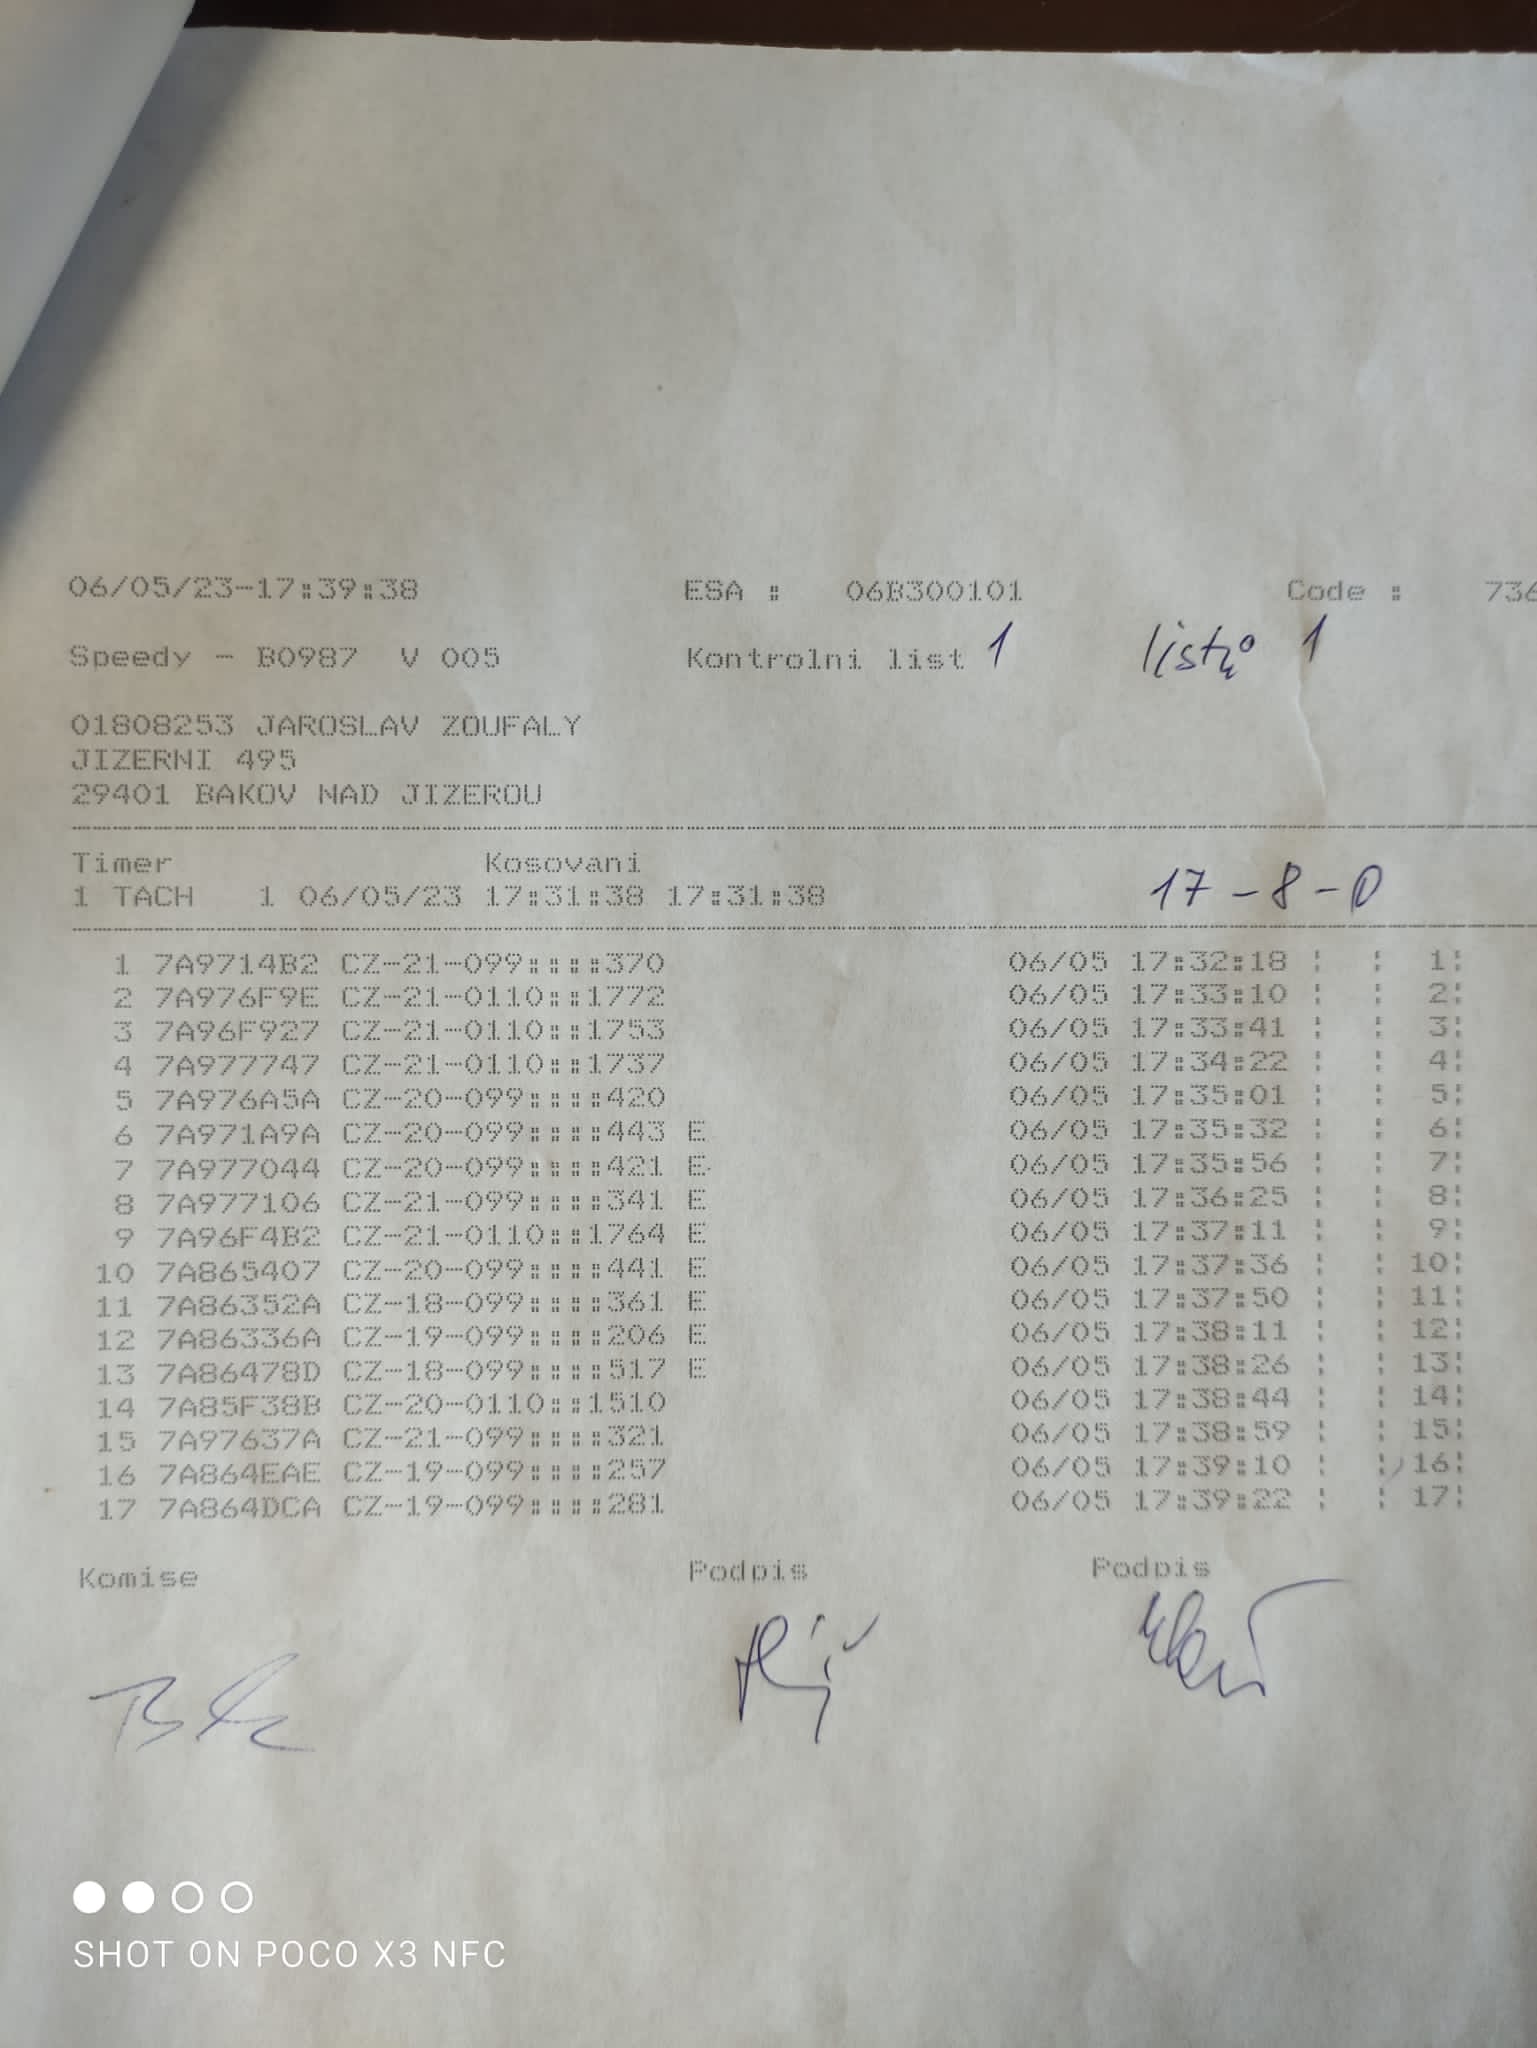 06/05/23-17:39:38 ESA : 06B300101 Code : 736
Speedy - B0987 V 005 Kontrolni list 1 listů 1
01808253 JAROSLAV ZOUFALY
JIZERNI 495
29401 BAKOV NAD JIZEROU
Timer Kosovani
1 TACH 1 06/05/23 17:31:38 17:31:38 17-8-0
1 7A9714B2 CZ-21-099::::370 06/05 17:32:18 : : 1:
2 7A976F9E CZ-21-0110::1772 06/05 17:33:10 : : 2:
3 7A96F927 CZ-21-0110::1753 06/05 17:33:41 : : 3:
4 7A977747 CZ-21-0110::1737 06/05 17:34:22 : : 4:
5 7A976A5A CZ-20-099::::420 06/05 17:35:01 : : 5:
6 7A971A9A CZ-20-099::::443 E 06/05 17:35:32 : : 6:
7 7A977044 CZ-20-099::::421 E 06/05 17:35:56 : : 7:
8 7A977106 CZ-21-099::::341 E 06/05 17:36:25 : : 8:
9 7A96F4B2 CZ-21-0110::1764 E 06/05 17:37:11 : : 9:
10 7A865407 CZ-20-099::::441 E 06/05 17:37:36 : : 10:
11 7A86352A CZ-18-099::::361 E 06/05 17:37:50 : : 11:
12 7A86336A CZ-19-099::::206 E 06/05 17:38:11 : : 12:
13 7A86478D CZ-18-099::::517 E 06/05 17:38:26 : : 13:
14 7A85F38B CZ-20-0110::1510 06/05 17:38:44 : : 14:
15 7A97637A CZ-21-099::::321 06/05 17:38:59 : : 15:
16 7A864EAE CZ-19-099::::257 06/05 17:39:10 : : 16:
17 7A864DCA CZ-19-099::::281 06/05 17:39:22 : : 17:
Komise Podpis Podpis
SHOT ON POCO X3 NFC